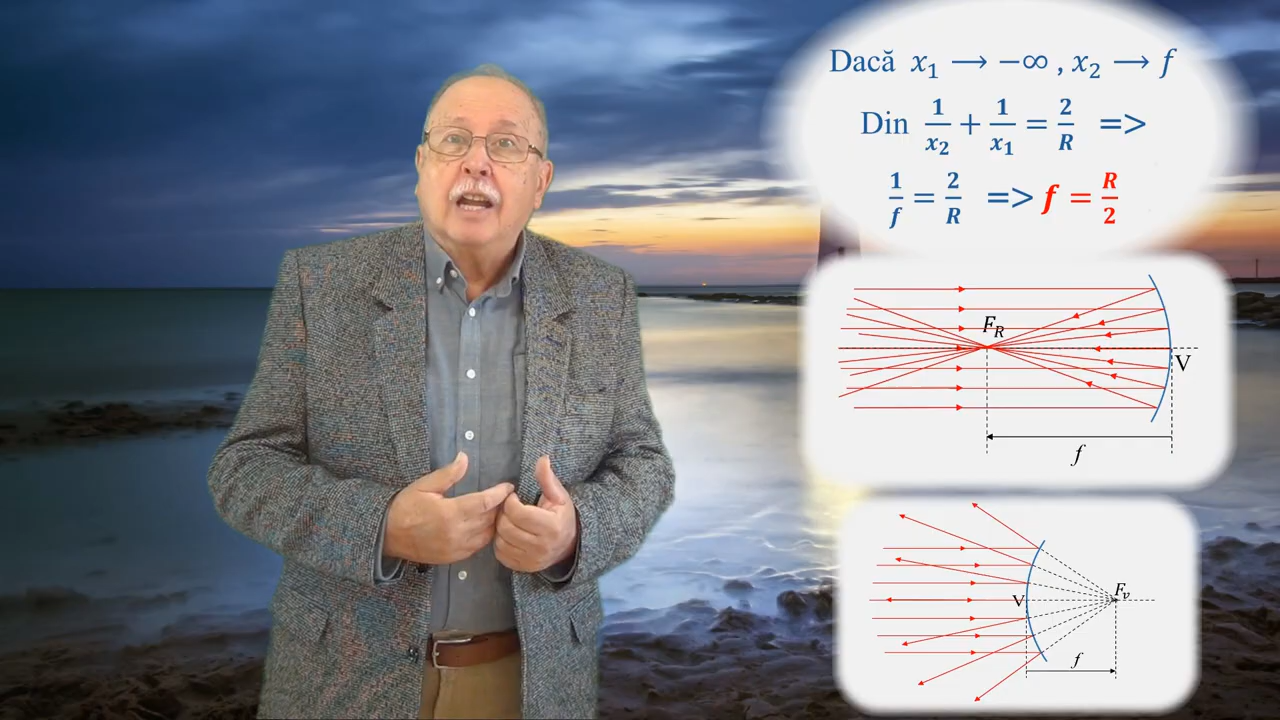 Dacă x₁ → −∞ , x₂ → f
Din 1/x₂ + 1/x₁ = 2/R =>
1/f = 2/R => f = R/2
F_R
V
f
F_v
V
f